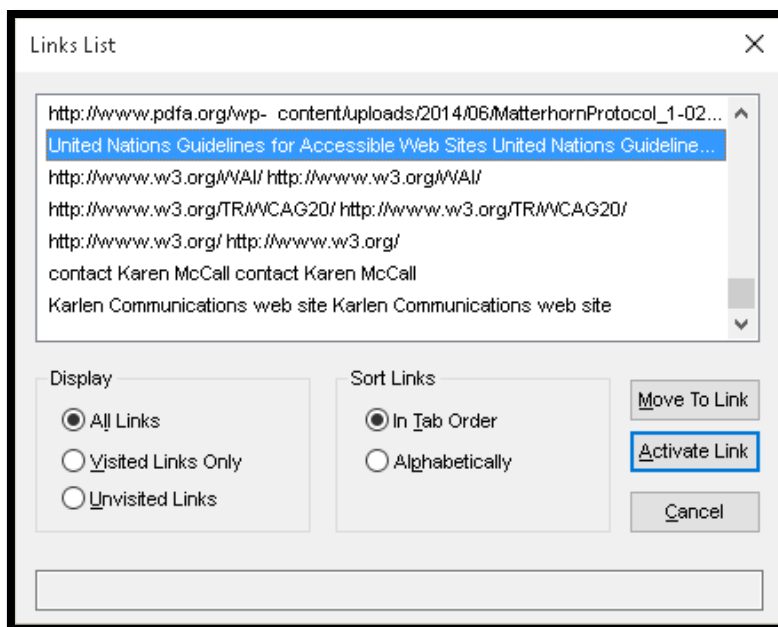 Links List
http://www.pdfa.org/wp- content/uploads/2014/06/MatterhornProtocol_1-02...
United Nations Guidelines for Accessible Web Sites United Nations Guideline...
http://www.w3.org/WAI/ http://www.w3.org/WAI/
http://www.w3.org/TR/WCAG20/ http://www.w3.org/TR/WCAG20/
http://www.w3.org/ http://www.w3.org/
contact Karen McCall contact Karen McCall
Karlen Communications web site Karlen Communications web site
Display
All Links
Visited Links Only
Unvisited Links
Sort Links
In Tab Order
Alphabetically
Move To Link
Activate Link
Cancel